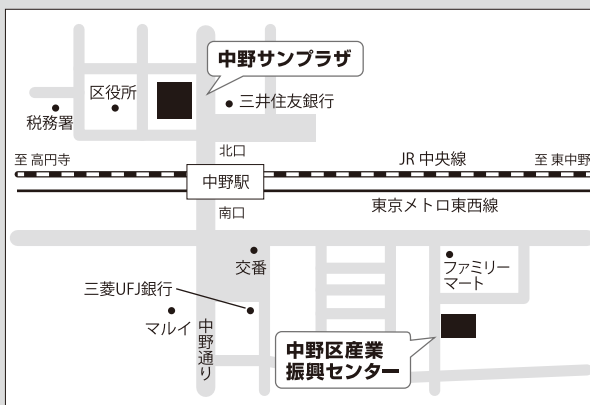 中野サンプラザ
区役所
三井住友銀行
税務署
北口
至 高円寺
JR 中央線
至 東中野
中野駅
東京メトロ東西線
南口
交番
ファミリー
マート
三菱UFJ銀行
マルイ
中野通り
中野区産業
振興センター